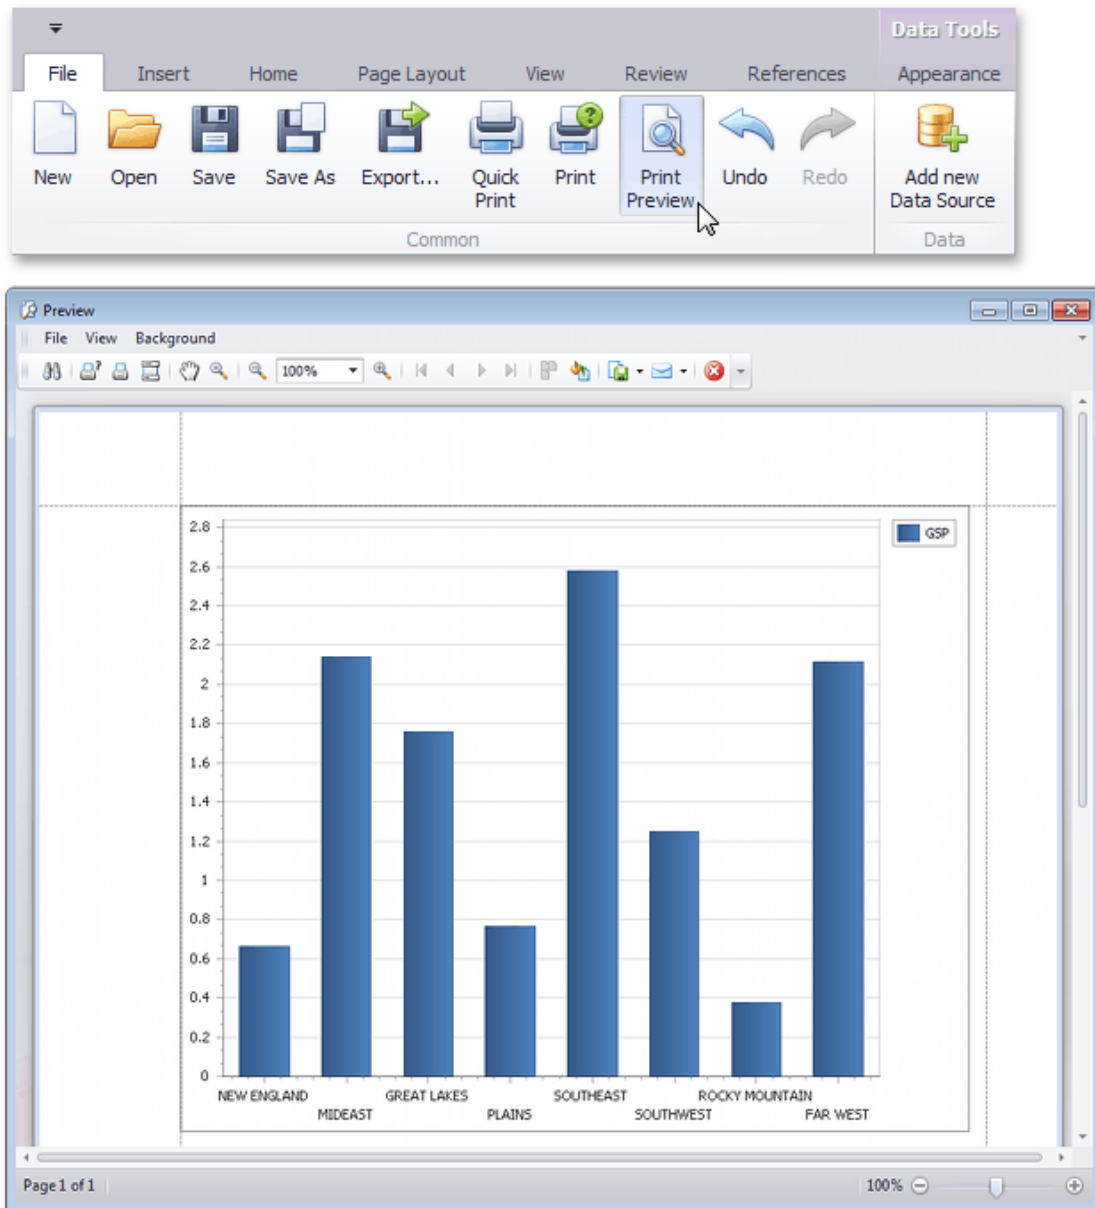 Data Tools
File Insert Home Page Layout View Review References Appearance
New Open Save Save As Export... Quick Print Print Print Preview Undo Redo Add new Data Source
Common Data
Preview
File View Background
100%
GSP
2.8
2.6
2.4
2.2
2
1.8
1.6
1.4
1.2
1
0.8
0.6
0.4
0.2
0
NEW ENGLAND GREAT LAKES SOUTHEAST ROCKY MOUNTAIN
MIDEAST PLAINS SOUTHWEST FAR WEST
Page 1 of 1 100%